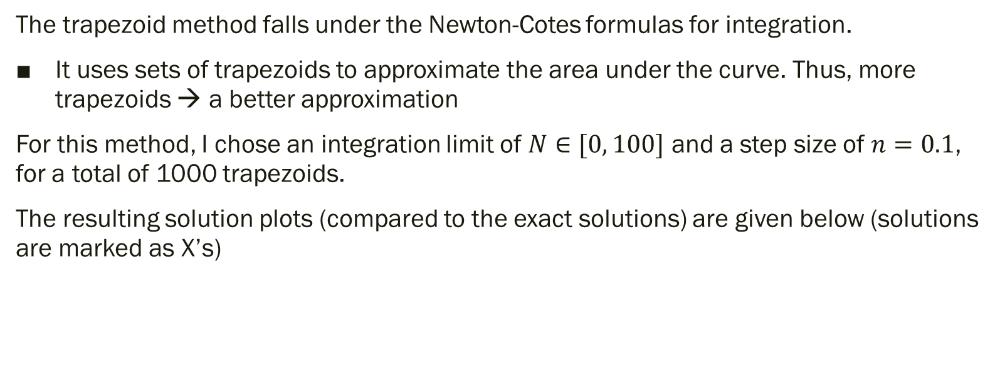 The trapezoid method falls under the Newton-Cotes formulas for integration.
■ It uses sets of trapezoids to approximate the area under the curve. Thus, more
trapezoids → a better approximation
For this method, I chose an integration limit of N ∈ [0, 100] and a step size of n = 0.1,
for a total of 1000 trapezoids.
The resulting solution plots (compared to the exact solutions) are given below (solutions
are marked as X’s)